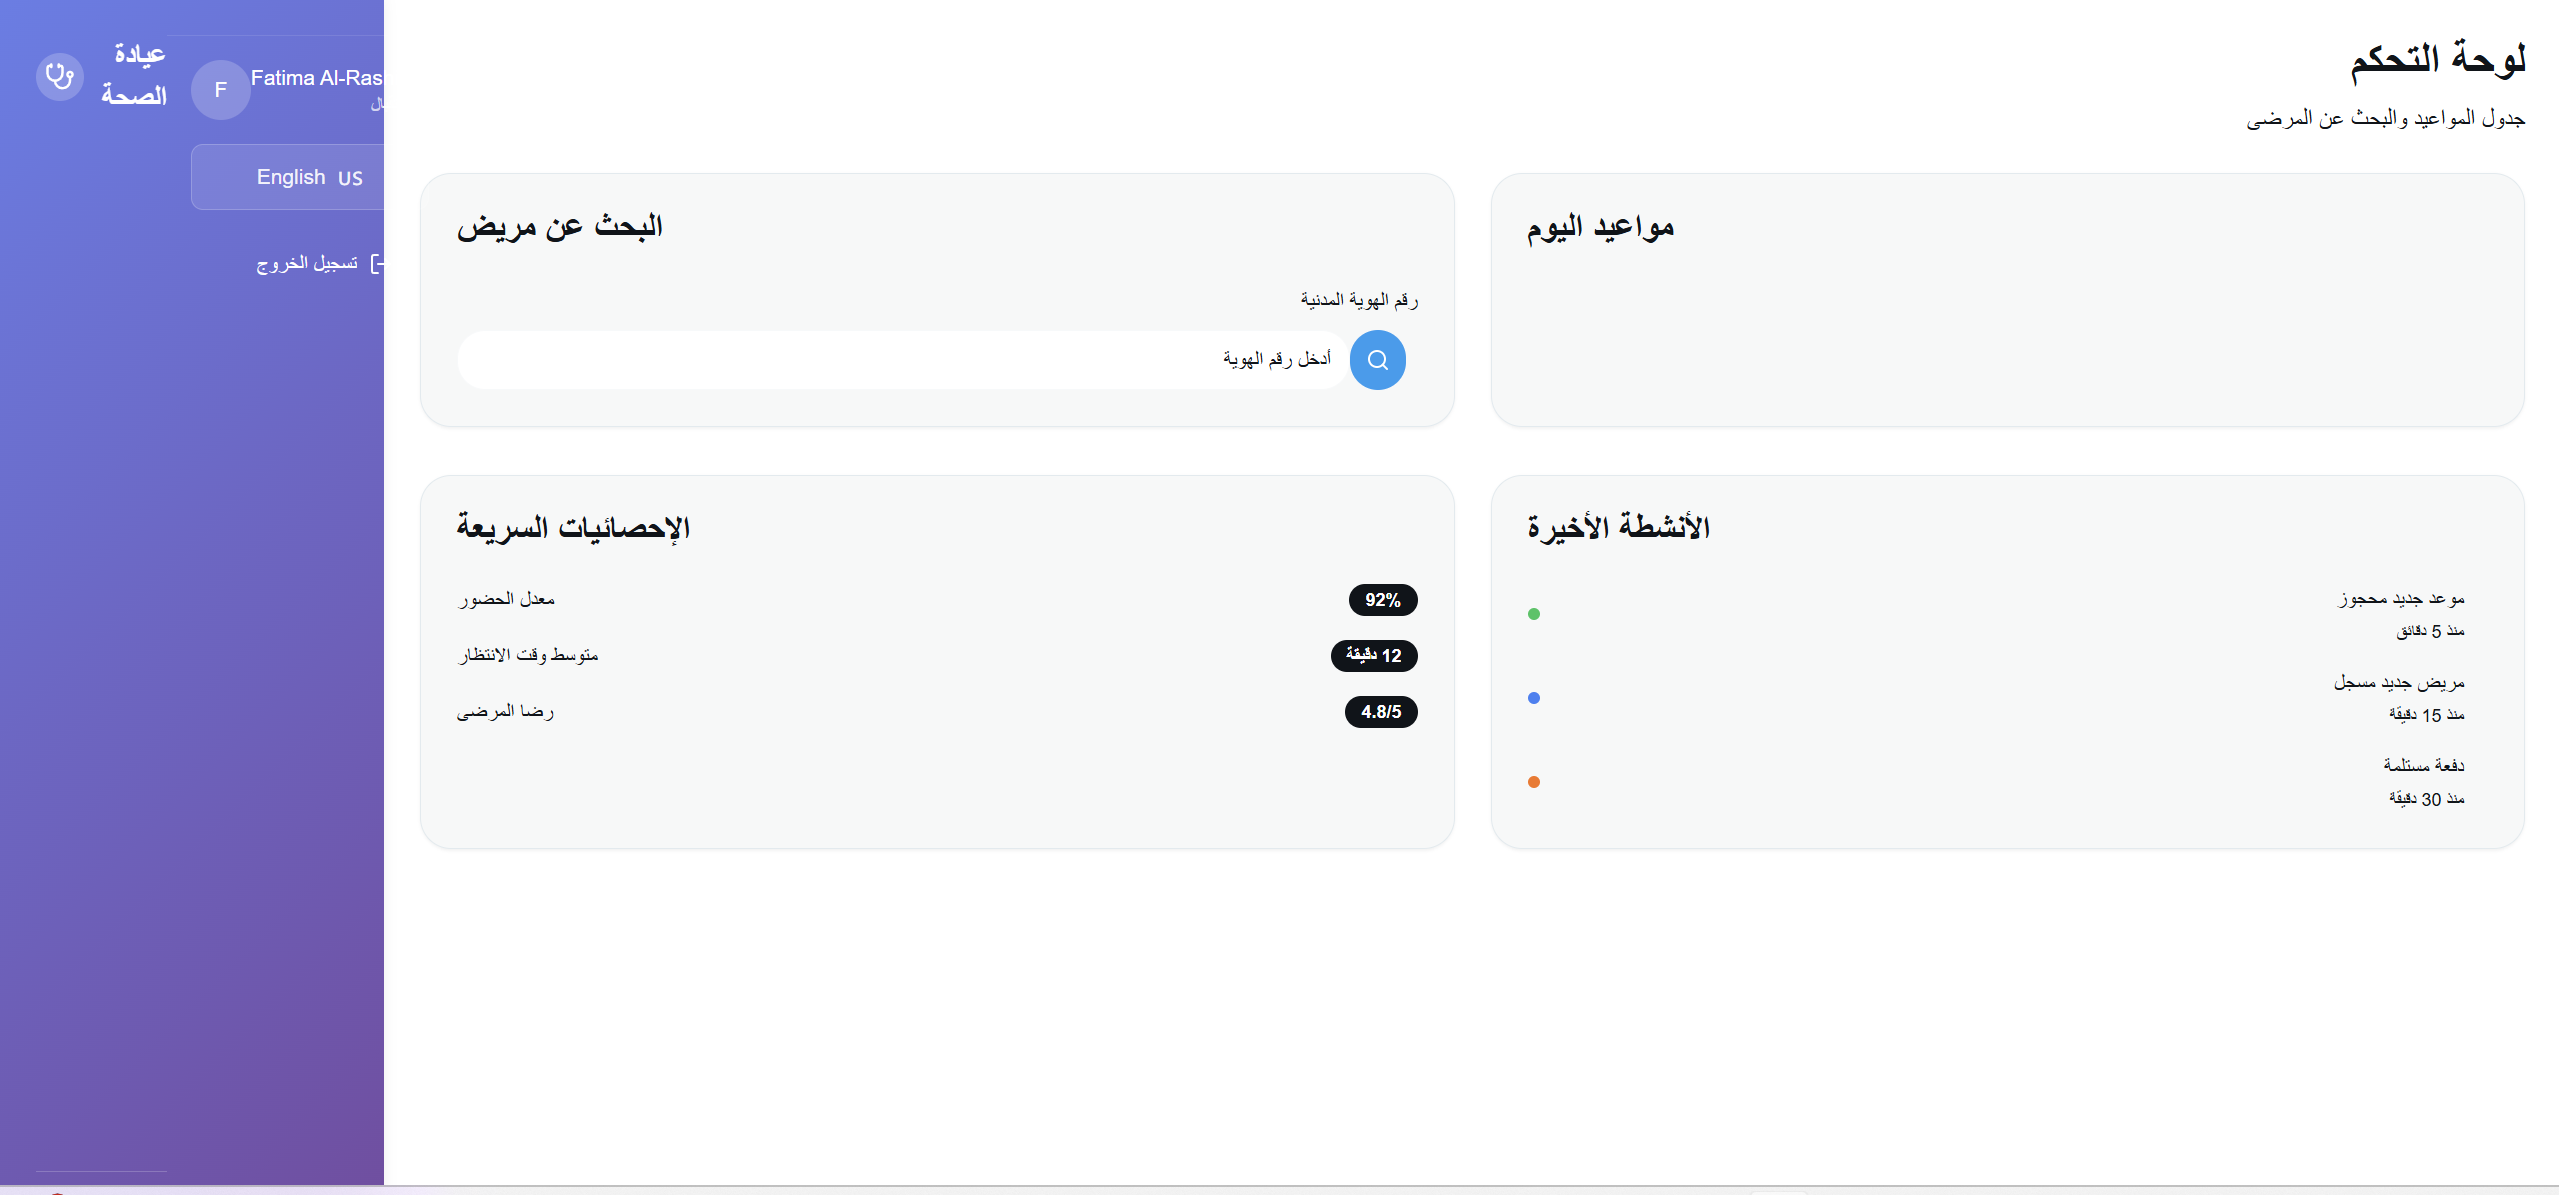 عيادة
الصحة
F
Fatima Al-Ras
English US
تسجيل الخروج
لوحة التحكم
جدول المواعيد والبحث عن المرضى
مواعيد اليوم
البحث عن مريض
رقم الهوية المدنية
أدخل رقم الهوية
الأنشطة الأخيرة
موعد جديد محجوز
منذ 5 دقائق
مريض جديد مسجل
منذ 15 دقيقة
دفعة مستلمة
منذ 30 دقيقة
الإحصائيات السريعة
معدل الحضور
92%
متوسط وقت الانتظار
12 دقيقة
رضا المرضى
4.8/5